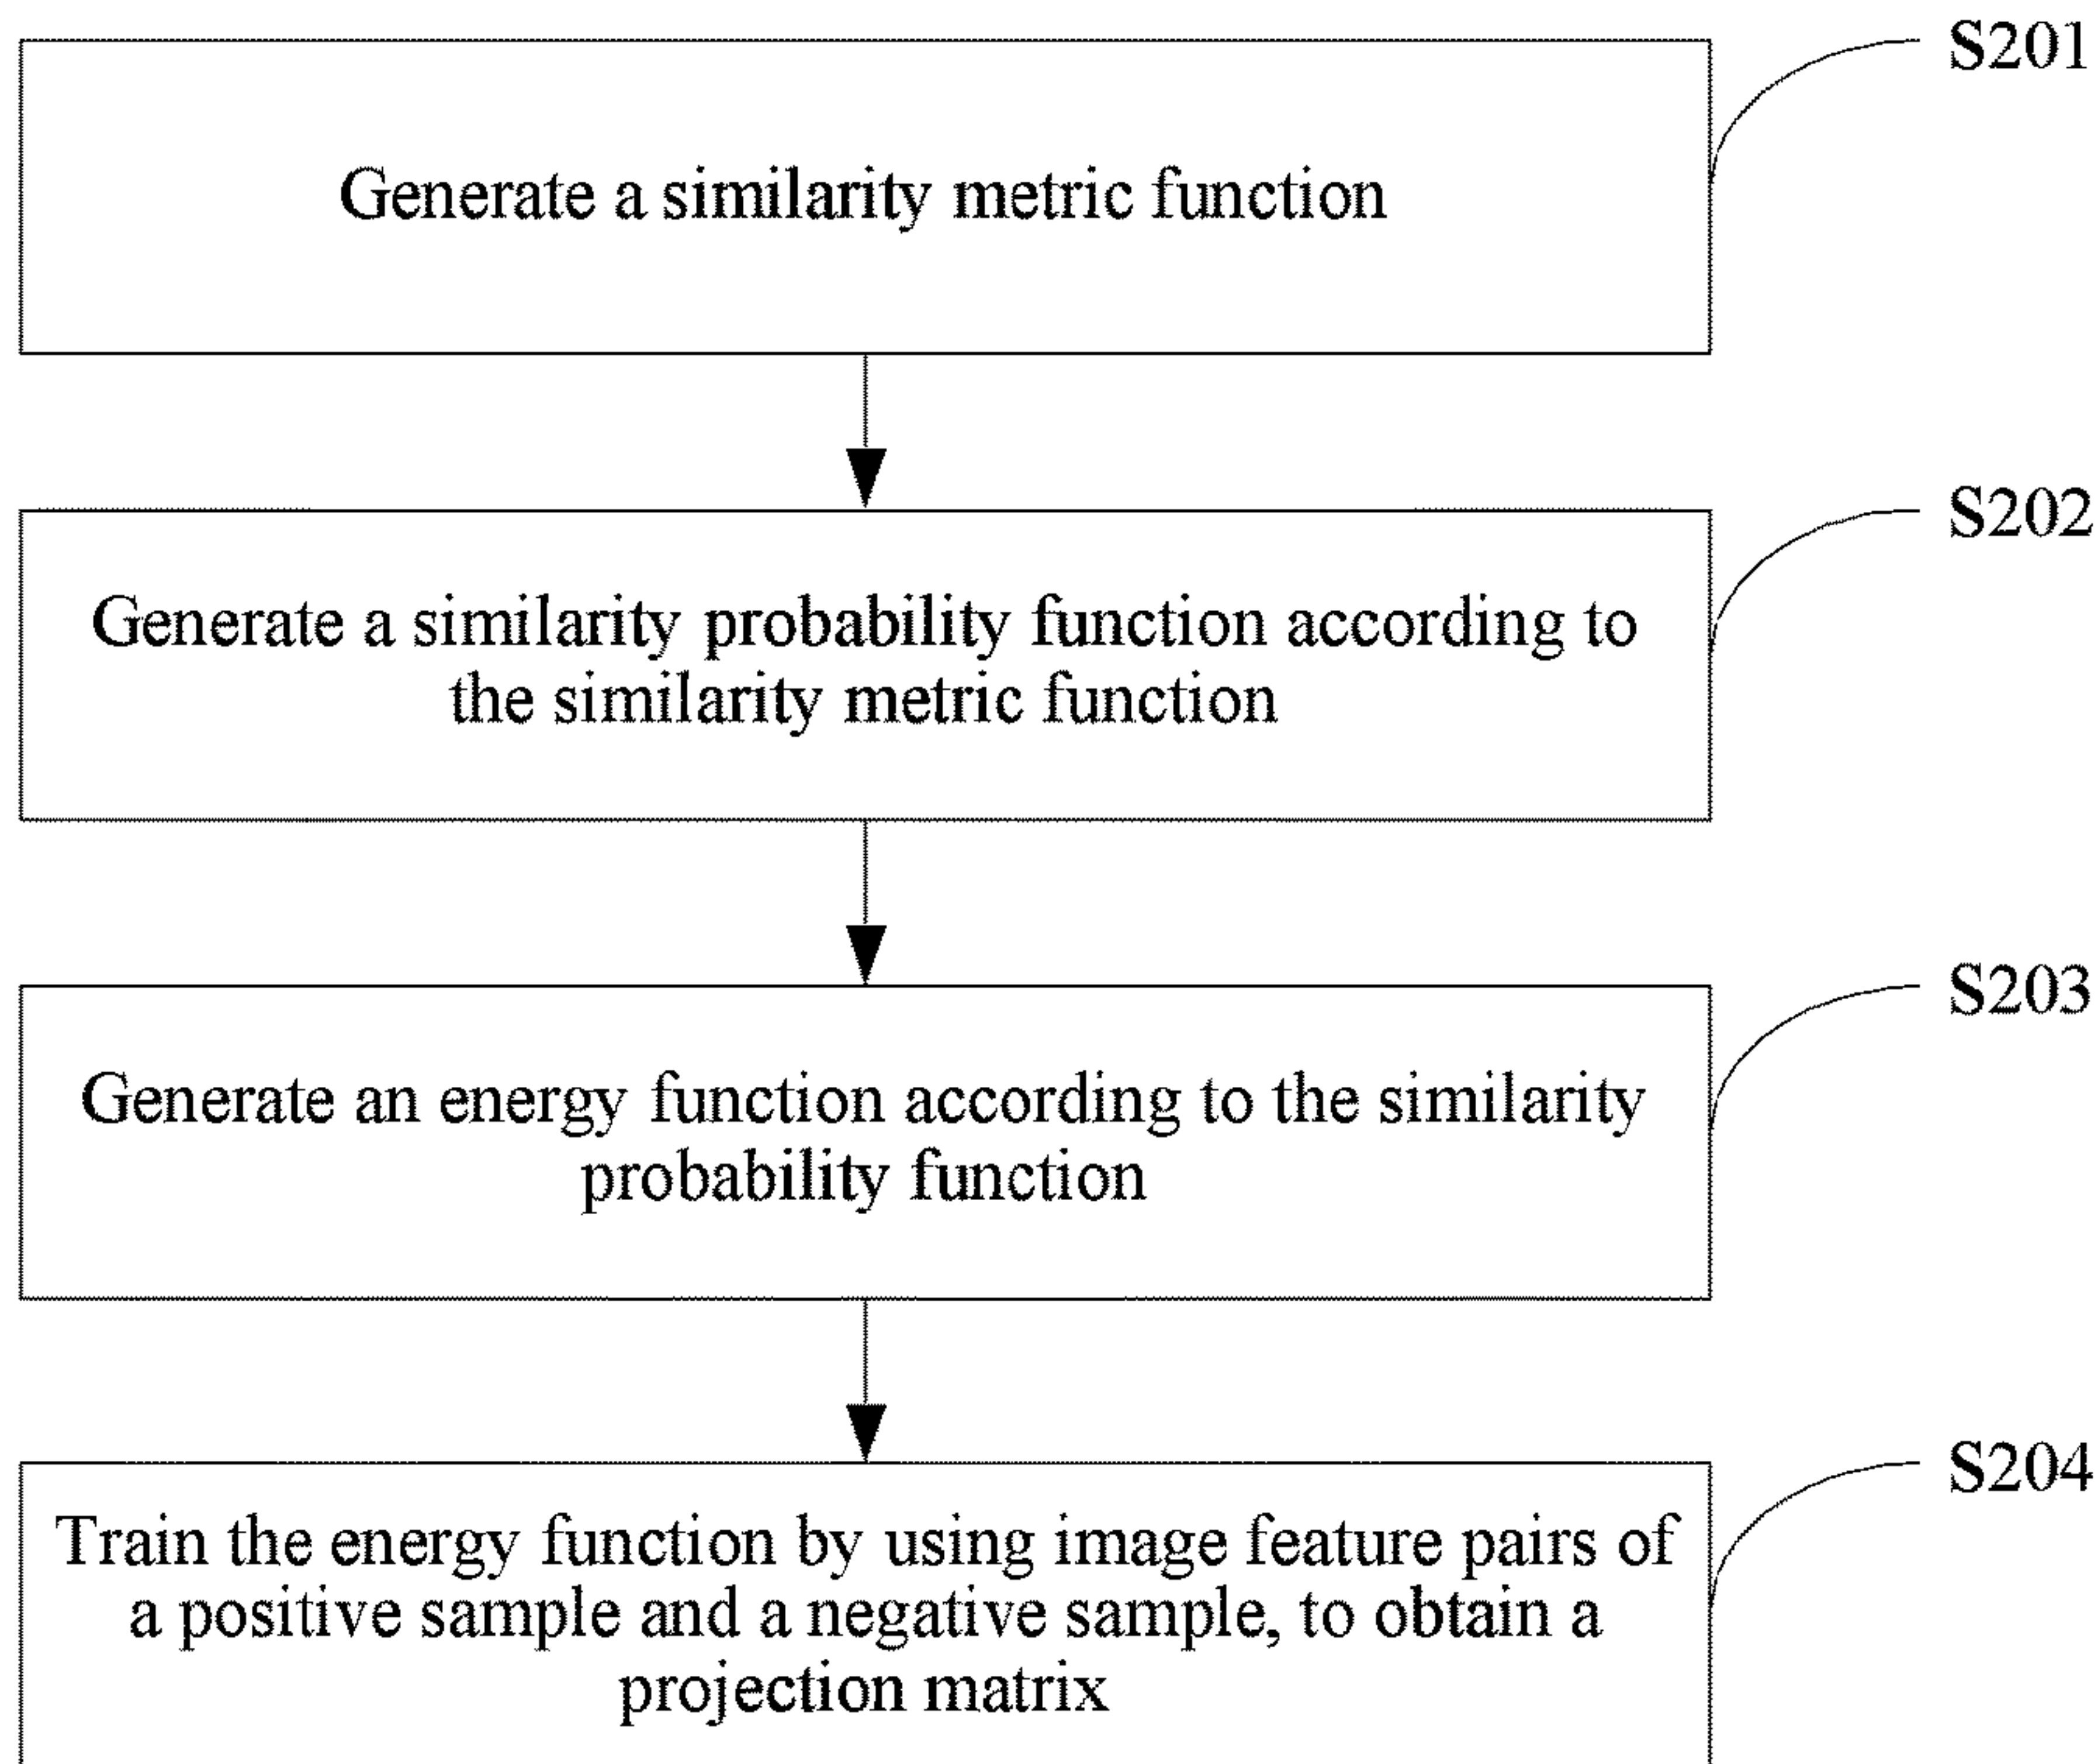 S201
Generate a similarity metric function
S202
Generate a similarity probability function according to
the similarity metric function
S203
Generate an energy function according to the similarity
probability function
S204
Train the energy function by using image feature pairs of
a positive sample and a negative sample, to obtain a
projection matrix